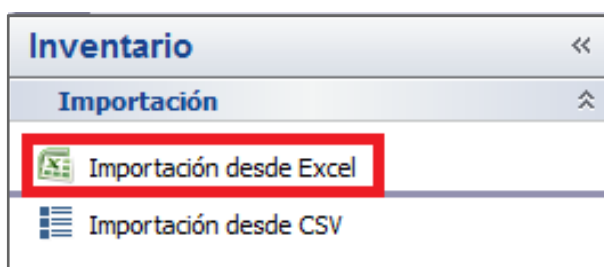 Inventario
Importación
Importación desde Excel
Importación desde CSV